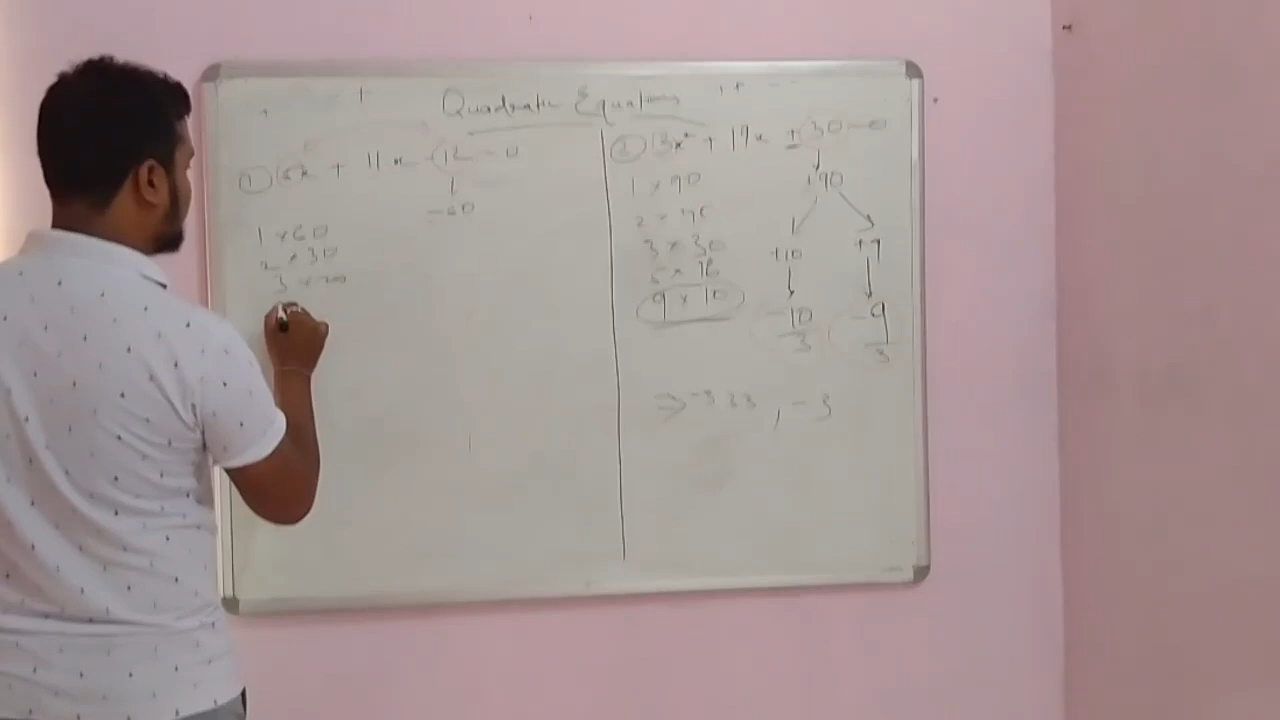 Quadratic Equations
① 5x + 11x - 12 = 0
-60
1 × 60
2 × 30
3 × 20
② 3x² + 19x + 30 = 0
+90
1 × 90
2 × 45
3 × 30
5 × 18
9 × 10
+10 +9
-10/3 -9/3
⇒ -3.33, -3